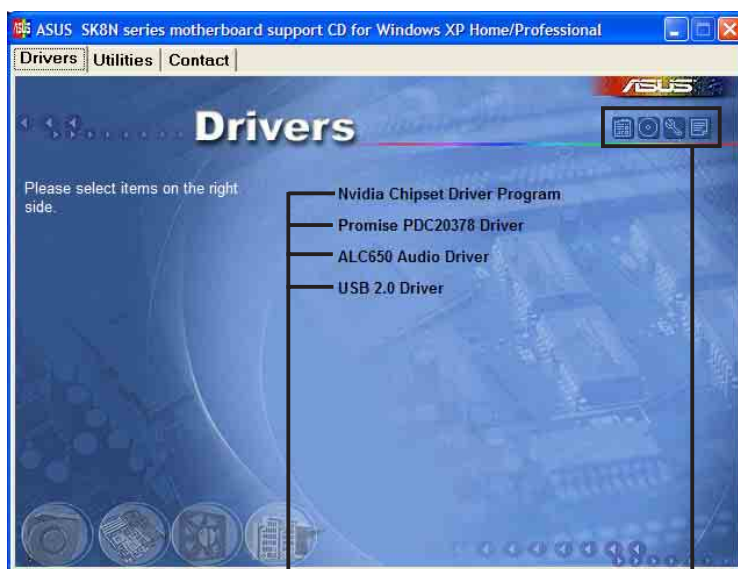 ASUS SK8N series motherboard support CD for Windows XP Home/Professional
Drivers Utilities Contact
ASUS
Drivers
Please select items on the right
side.
Nvidia Chipset Driver Program
Promise PDC20378 Driver
ALC650 Audio Driver
USB 2.0 Driver